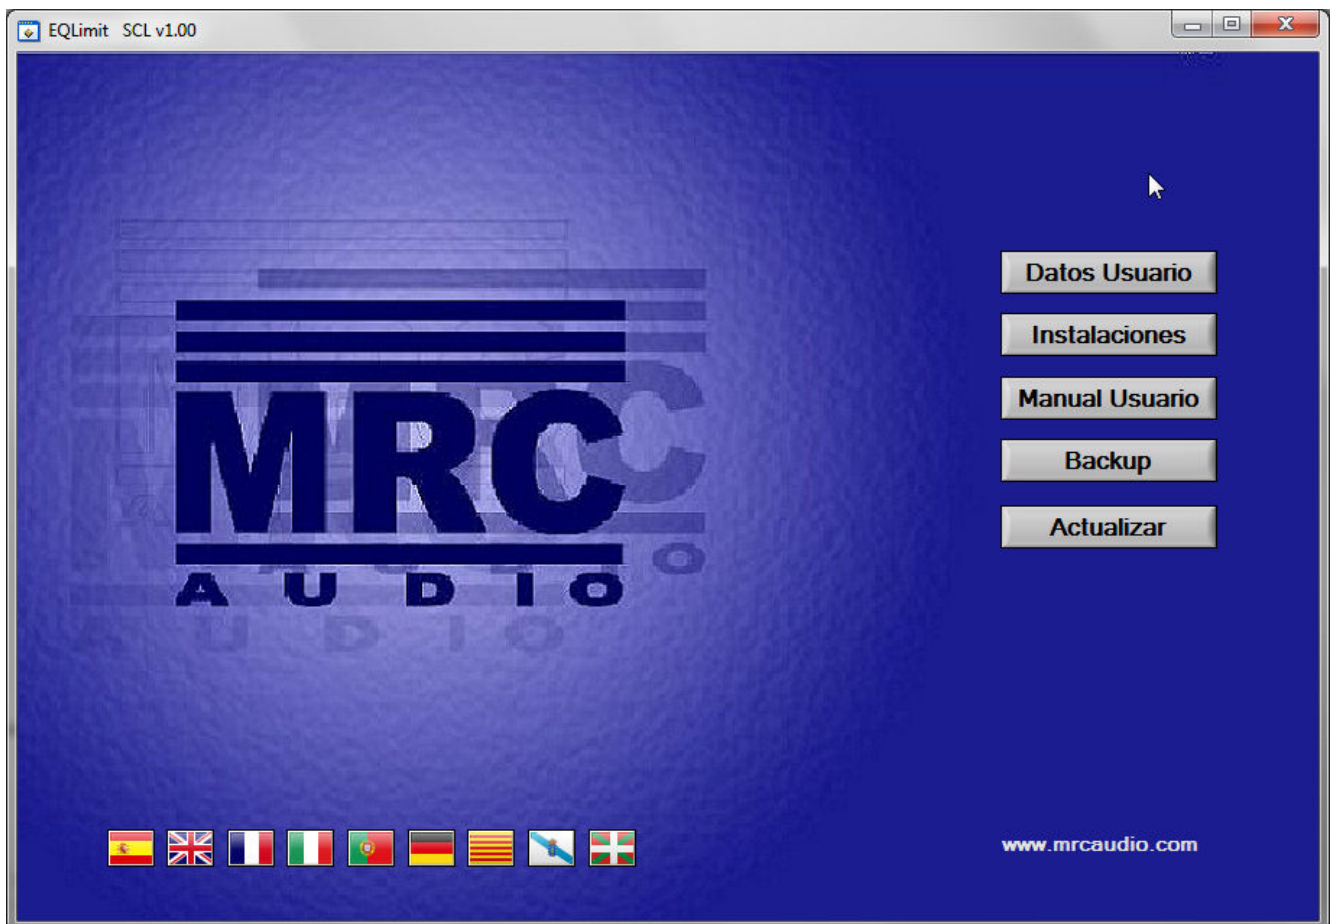 EQLimit SCL v1.00
Datos Usuario
Instalaciones
Manual Usuario
Backup
Actualizar
MRC
AUDIO
www.mrcaudio.com